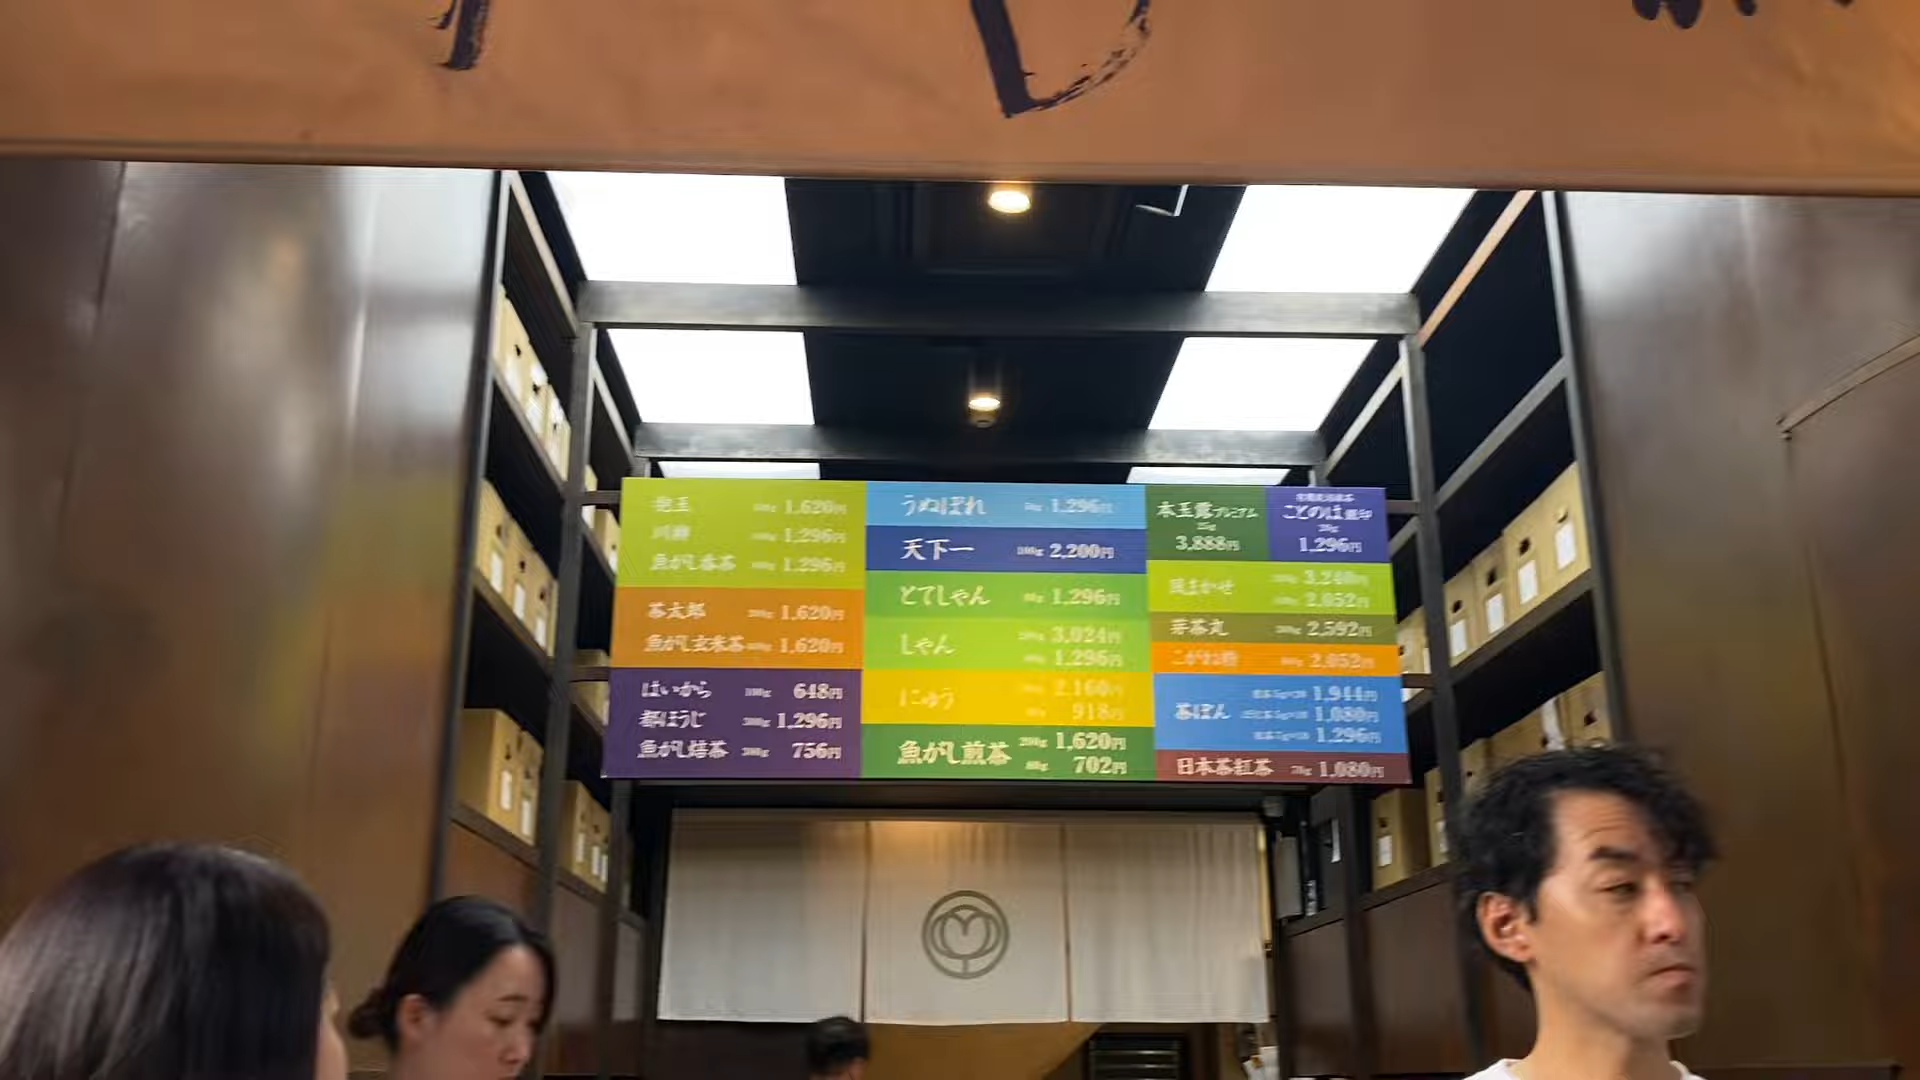 1,620円
川柳 1,296円
魚がし番茶 1,296円
茶太郎 200g 1,620円
魚がし玄米茶 1,620円
はいから 100g 648円
都ほうじ 300g 1,296円
魚がし焙茶 300g 756円
うぬぼれ 1,296円
天下一 100g 2,200円
とてしゃん 1,296円
しゃん 3,024円
1,296円
にゅう 2,160円
918円
魚がし煎茶 200g 1,620円
80g 702円
本玉露プレミアム
25g
3,888円
ことのは
1,296円
3,240円
2,052円
芽茶丸 2,592円
2,052円
茶ぽん 1,944円
1,080円
1,296円
日本茶紅茶 1,080円